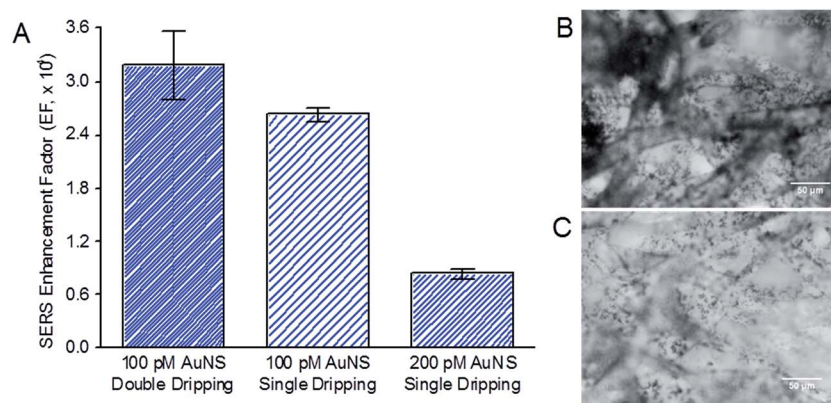 A
SERS Enhancement Factor (EF, x 10⁴)
3.6
3.0
2.4
1.8
1.2
0.6
0.0
100 pM AuNS
Double Dripping
100 pM AuNS
Single Dripping
200 pM AuNS
Single Dripping
B
50 µm
C
50 µm